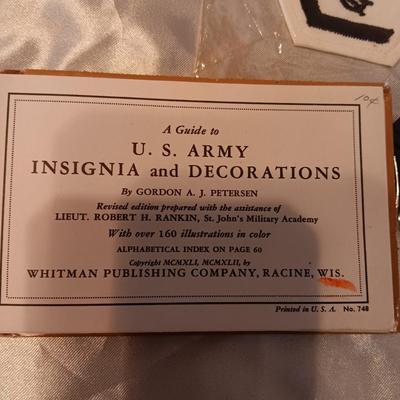 10¢
A Guide to
U. S. ARMY
INSIGNIA and DECORATIONS
By GORDON A. J. PETERSEN
Revised edition prepared with the assistance of
LIEUT. ROBERT H. RANKIN, St. John's Military Academy
With over 160 illustrations in color
ALPHABETICAL INDEX ON PAGE 60
Copyright MCMXLI, MCMXLII, by
WHITMAN PUBLISHING COMPANY, RACINE, WIS.
Printed in U. S. A. No. 748